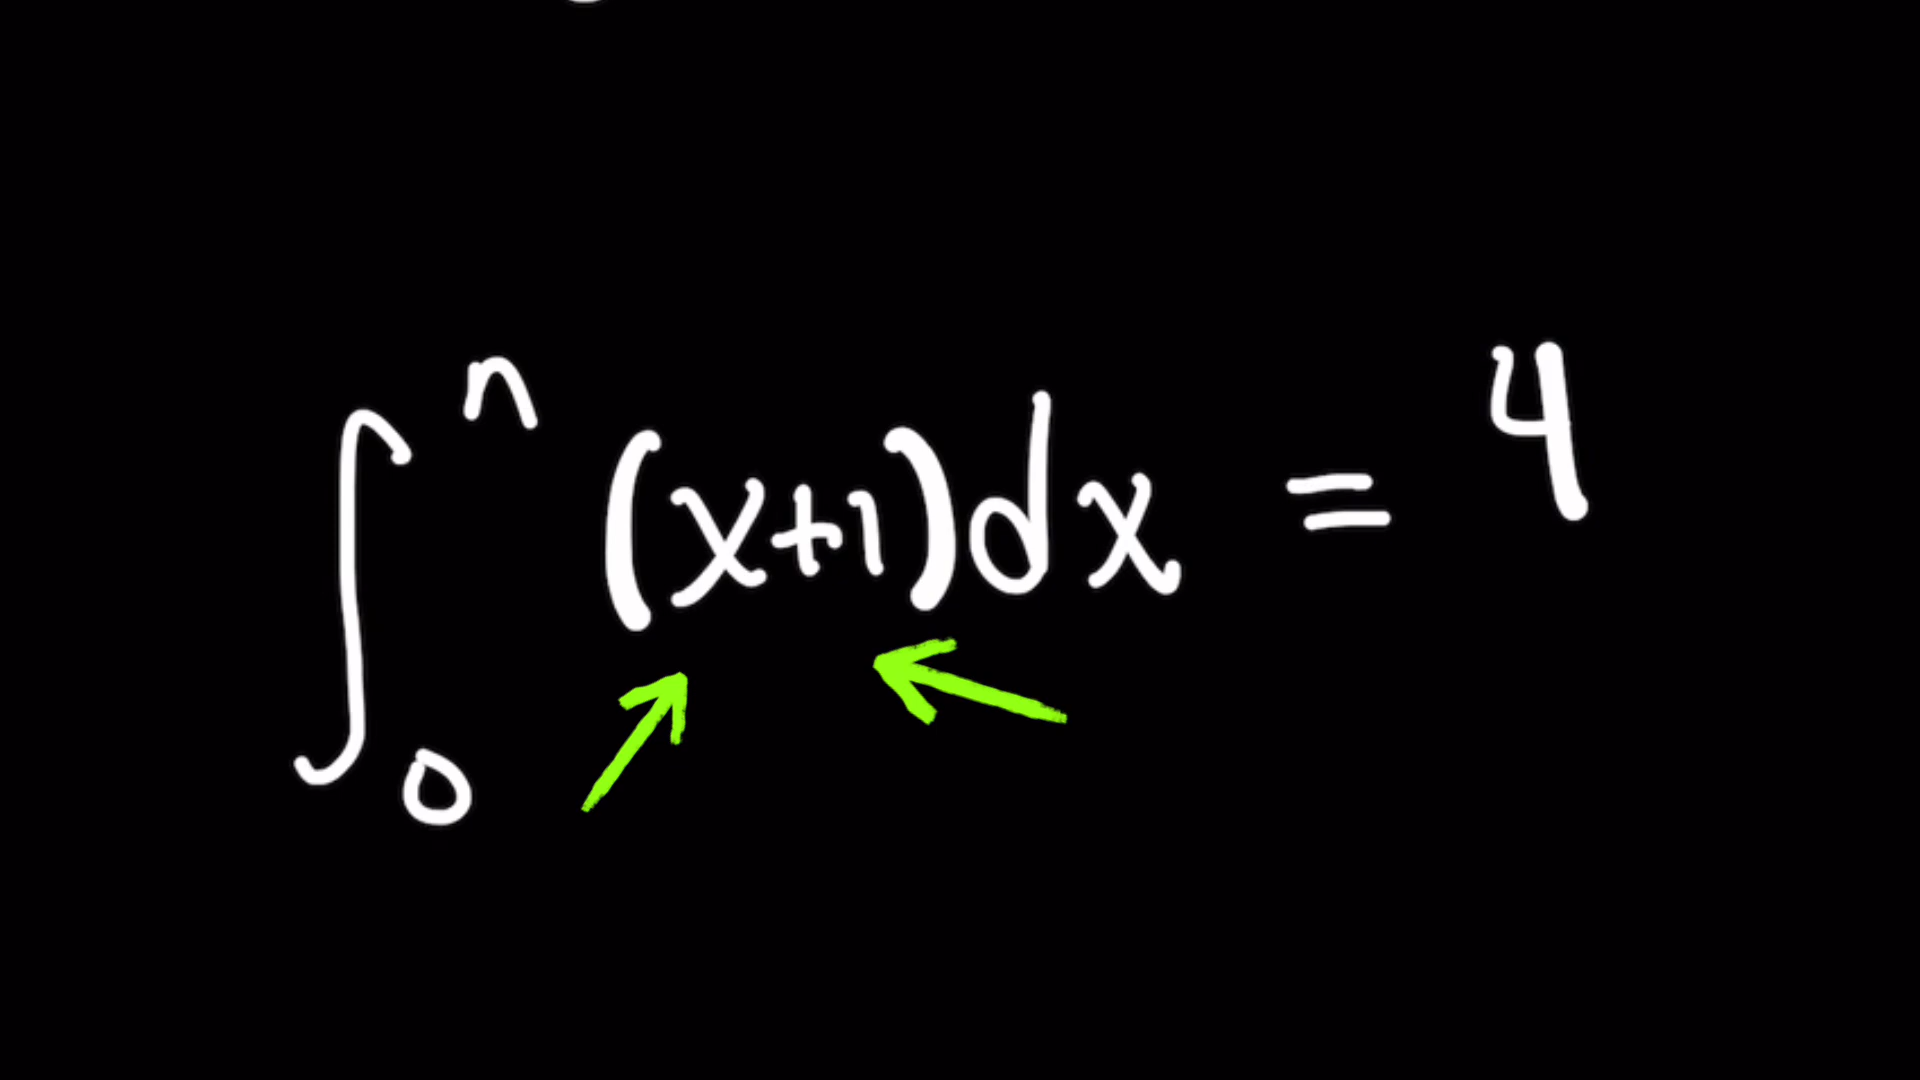 ∫₀ⁿ (x+1)dx = 4